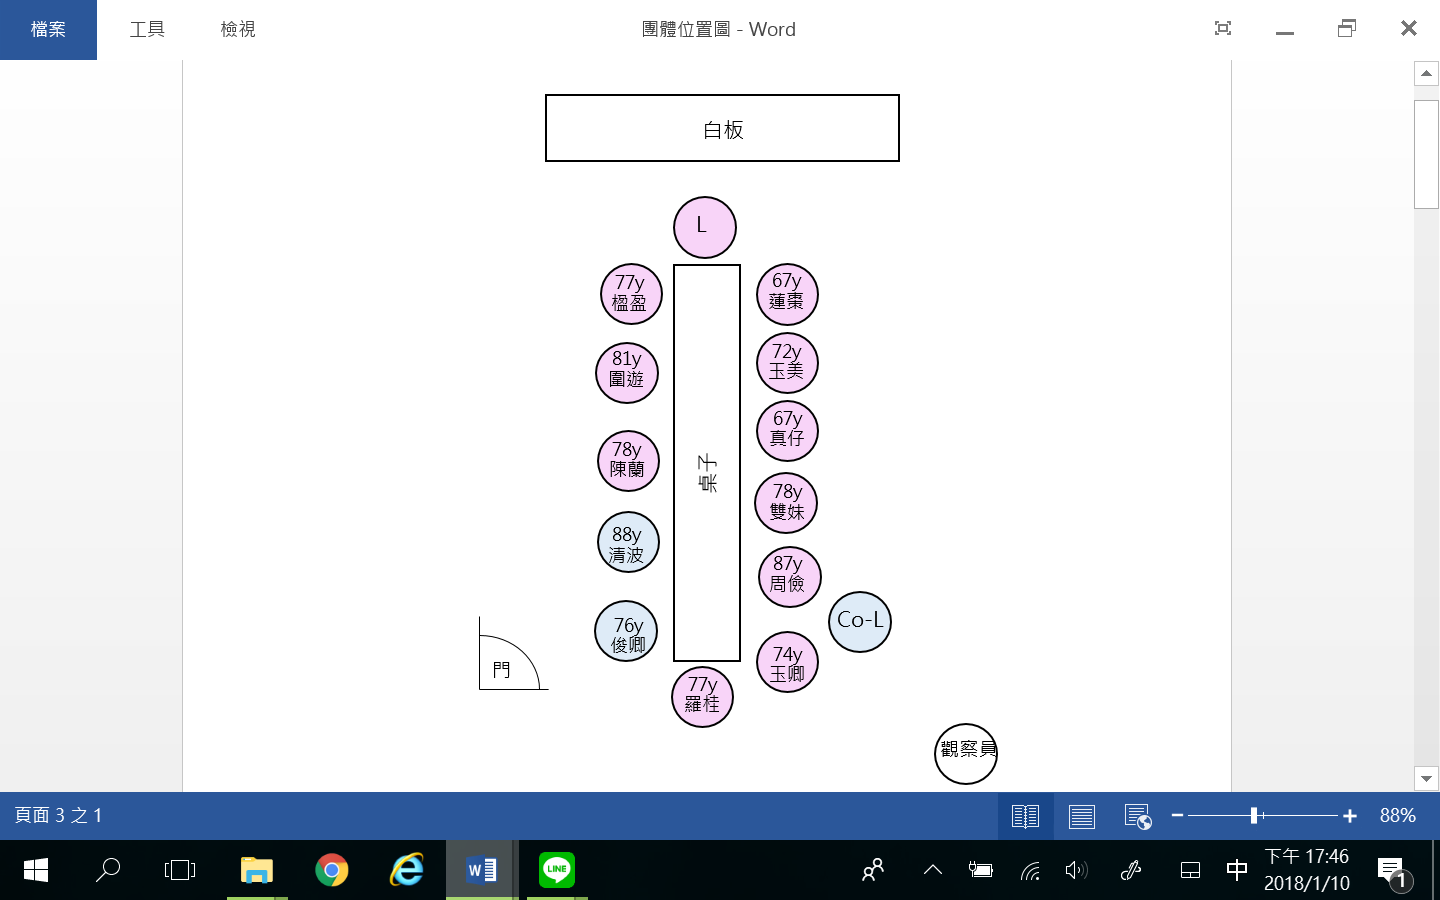 檔案
工具
檢視
團體位置圖 - Word
白板
L
77y
楹盈
67y
蓮棗
81y
圍遊
72y
玉美
67y
真仔
78y
陳蘭
桌子
78y
雙妹
88y
清波
87y
周儉
76y
俊卿
Co-L
門
74y
玉卿
77y
羅桂
觀察員
頁面 3 之 1
88%
LINE
中
下午 17:46
2018/1/10
1